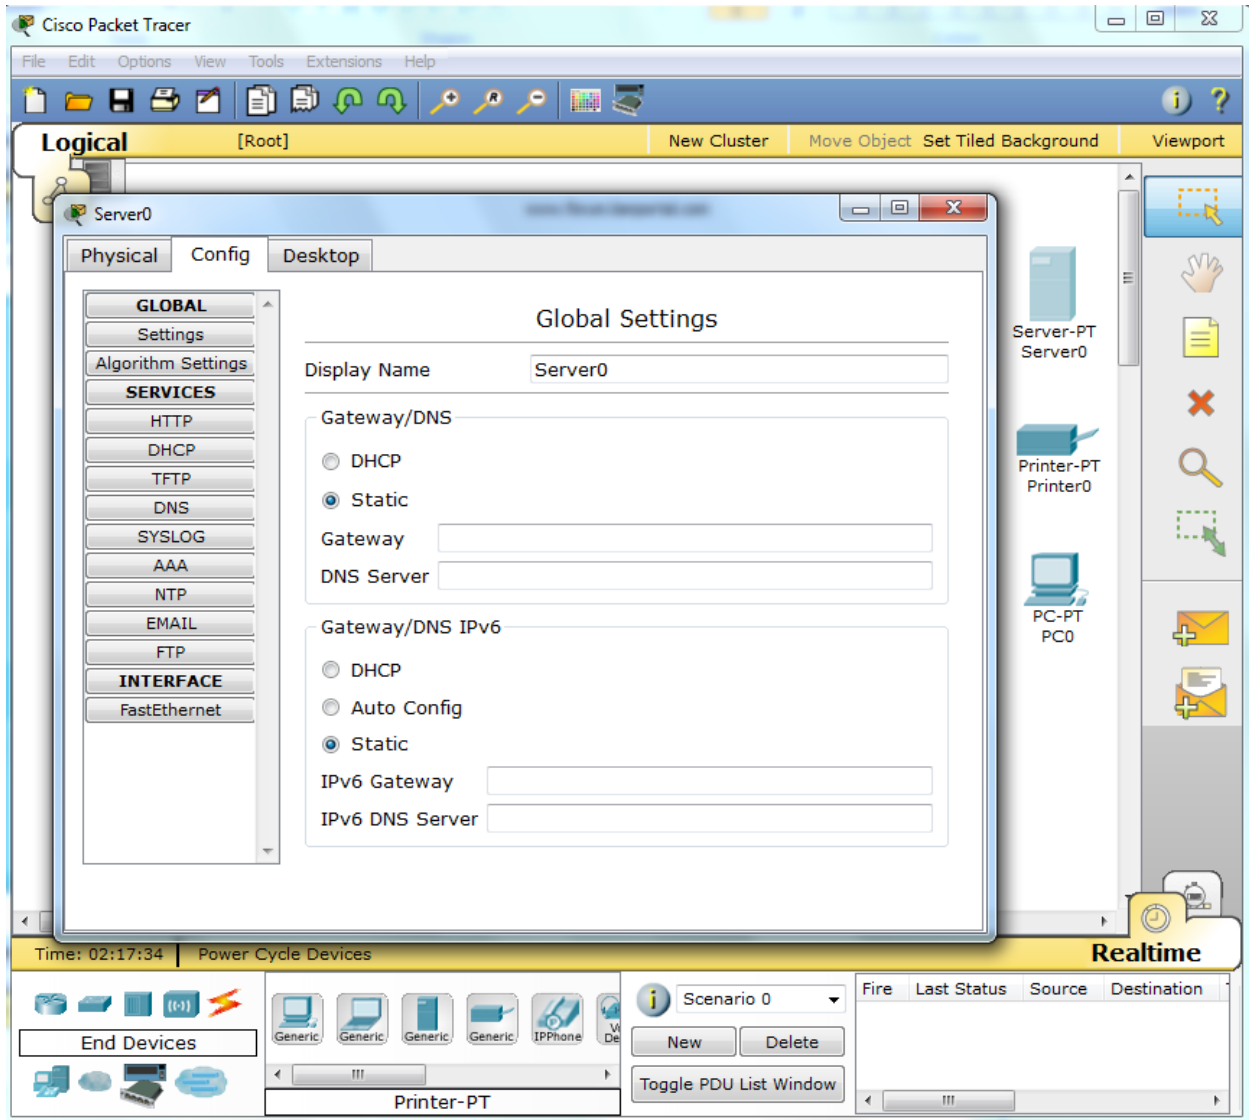 Cisco Packet Tracer
File Edit Options View Tools Extensions Help
Logical [Root] New Cluster Move Object Set Tiled Background Viewport
Server0
Physical Config Desktop
GLOBAL
Settings
Algorithm Settings
SERVICES
HTTP
DHCP
TFTP
DNS
SYSLOG
AAA
NTP
EMAIL
FTP
INTERFACE
FastEthernet
Global Settings
Display Name Server0
Gateway/DNS
DHCP
Static
Gateway
DNS Server
Gateway/DNS IPv6
DHCP
Auto Config
Static
IPv6 Gateway
IPv6 DNS Server
Server-PT
Server0
Printer-PT
Printer0
PC-PT
PC0
Time: 02:17:34 Power Cycle Devices Realtime
End Devices
Generic Generic Generic Generic IPPhone
Printer-PT
Scenario 0
New Delete
Toggle PDU List Window
Fire Last Status Source Destination